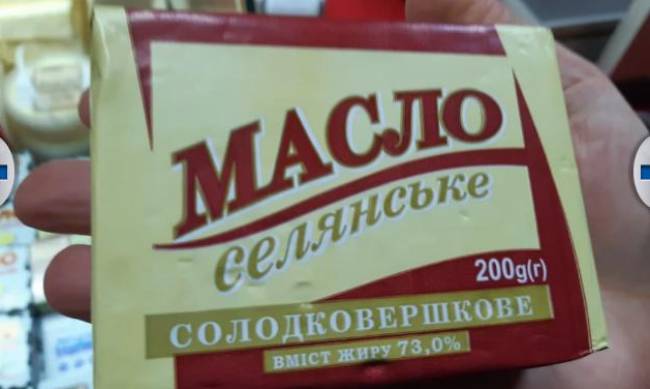 МАСЛО
селянське
200g(г)
СОЛОДКОВЕРШКОВЕ
ВМІСТ ЖИРУ 73,0%